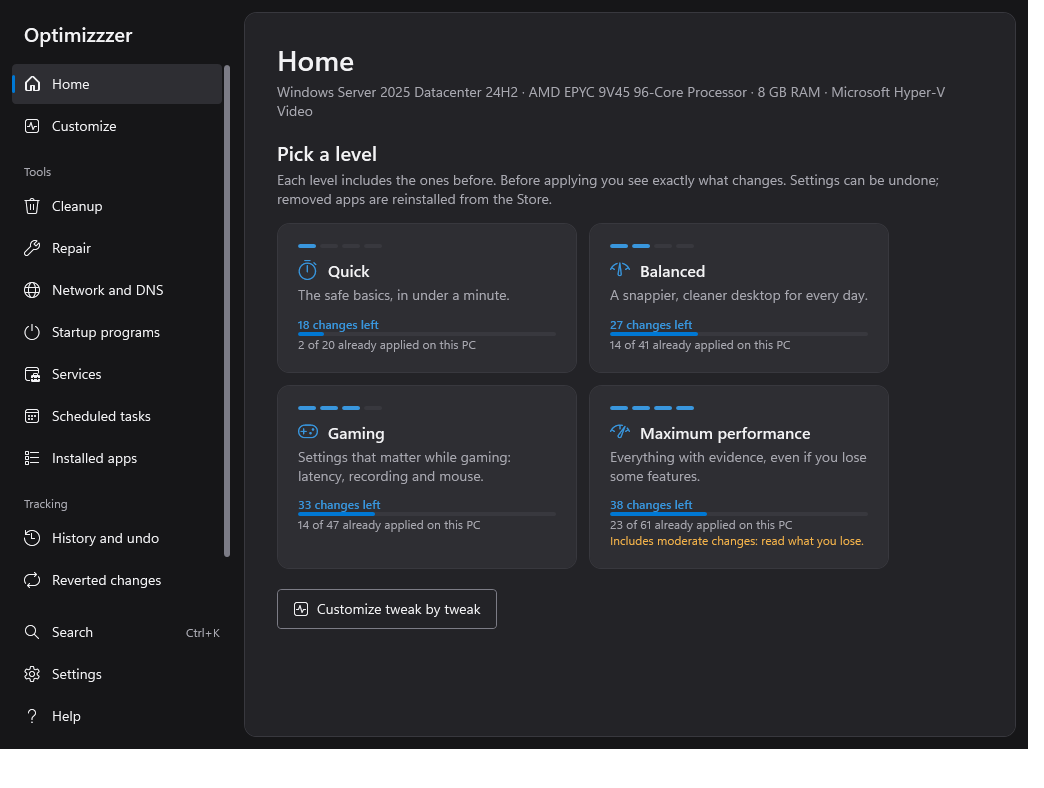 Optimizzzer
Home
Customize
Tools
Cleanup
Repair
Network and DNS
Startup programs
Services
Scheduled tasks
Installed apps
Tracking
History and undo
Reverted changes
Search Ctrl+K
Settings
Help
Home
Windows Server 2025 Datacenter 24H2 · AMD EPYC 9V45 96-Core Processor · 8 GB RAM · Microsoft Hyper-V
Video
Pick a level
Each level includes the ones before. Before applying you see exactly what changes. Settings can be undone;
removed apps are reinstalled from the Store.
Quick
The safe basics, in under a minute.
18 changes left
2 of 20 already applied on this PC
Balanced
A snappier, cleaner desktop for every day.
27 changes left
14 of 41 already applied on this PC
Gaming
Settings that matter while gaming:
latency, recording and mouse.
33 changes left
14 of 47 already applied on this PC
Maximum performance
Everything with evidence, even if you lose
some features.
38 changes left
23 of 61 already applied on this PC
Includes moderate changes: read what you lose.
Customize tweak by tweak